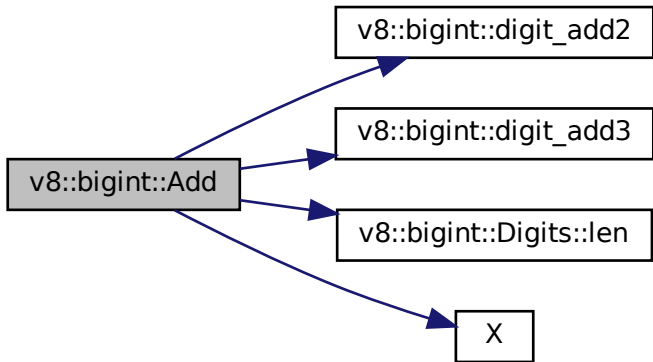 v8::bigint::digit_add2
v8::bigint::digit_add3
v8::bigint::Add
v8::bigint::Digits::len
X